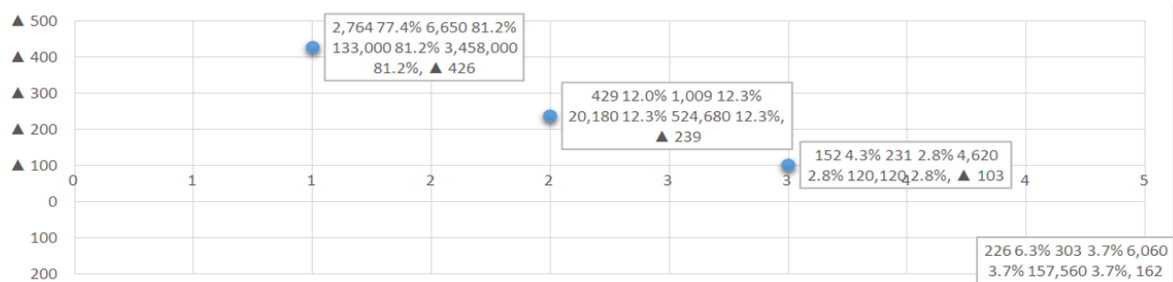 ▲ 500
2,764 77.4% 6,650 81.2%
133,000 81.2% 3,458,000
81.2%, ▲ 426
▲ 400
▲ 300
429 12.0% 1,009 12.3%
20,180 12.3% 524,680 12.3%,
▲ 239
▲ 200
152 4.3% 231 2.8% 4,620
2.8% 120,120 2.8%, ▲ 103
▲ 100
0 1 1 2 2 3 3 4 4 5
0
100
226 6.3% 303 3.7% 6,060
3.7% 157,560 3.7%, 162
200